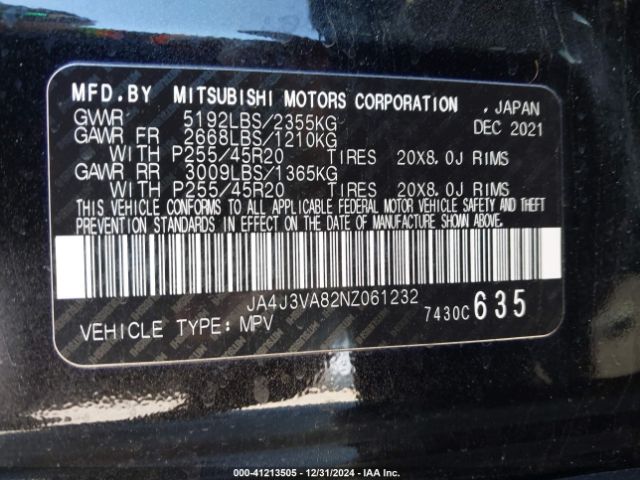 MFD.BY MITSUBISHI MOTORS CORPORATION . JAPAN
GVWR 5192LBS/2355KG DEC 2021
GAWR FR 2668LBS/1210KG
WITH P255/45R20 TIRES 20X8.0J RIMS
GAWR RR 3009LBS/1365KG
WITH P255/45R20 TIRES 20X8.0J RIMS
THIS VEHICLE CONFORMS TO ALL APPLICABLE FEDERAL MOTOR VEHICLE SAFETY AND THEFT
PREVENTION STANDARDS IN EFFECT ON THE DATE OF MANUFACTURE SHOWN ABOVE.
JA4J3VA82NZ061232
VEHICLE TYPE: MPV 7430C 635
000-41213505 - 12/31/2024 - IAA Inc.